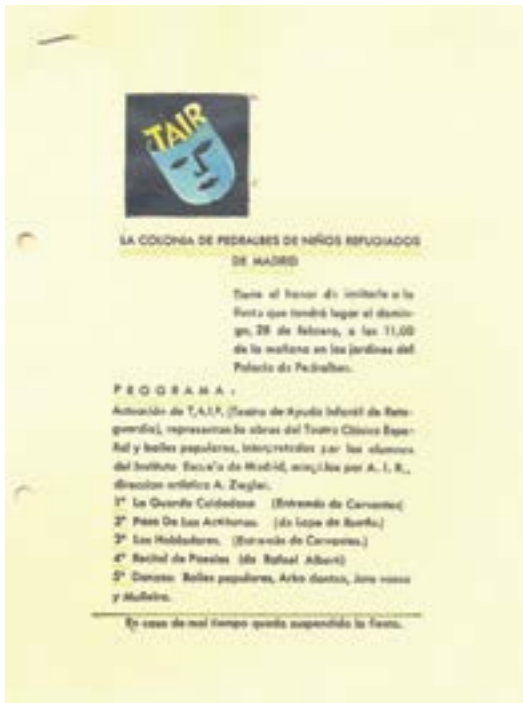 TAIR
LA COLONIA DE PEDRALBES DE NIÑOS REFUGIADOS
DE MADRID
Tiene el honor de invitarle a la
fiesta que tendrá lugar el domin-
go, 28 de febrero, a las 11,00
de la mañana en los jardines del
Palacio de Pedralbes.
PROGRAMA:
Actuación de T.A.I.R. (Teatro de Ayuda Infantil de Reta-
guardia), representando obras del Teatro Clásico Espa-
ñol y bailes populares, interpretados por los alumnos
del Instituto Escuela de Madrid, por A. I. R.,
direccion artística A. Ziegler.
1º La Guarda Cuidadosa (Entremés de Cervantes)
2º Paso De Las Aceitunas. (de Lope de Rueda.)
3º Los Habladores. (Entremés de Cervantes.)
4º Recital de Poesías (de Rafael Alberti)
5º Danzas: Bailes populares, dantza, Jota vasca
y Muñeira.
En caso de mal tiempo queda suspendida la fiesta.